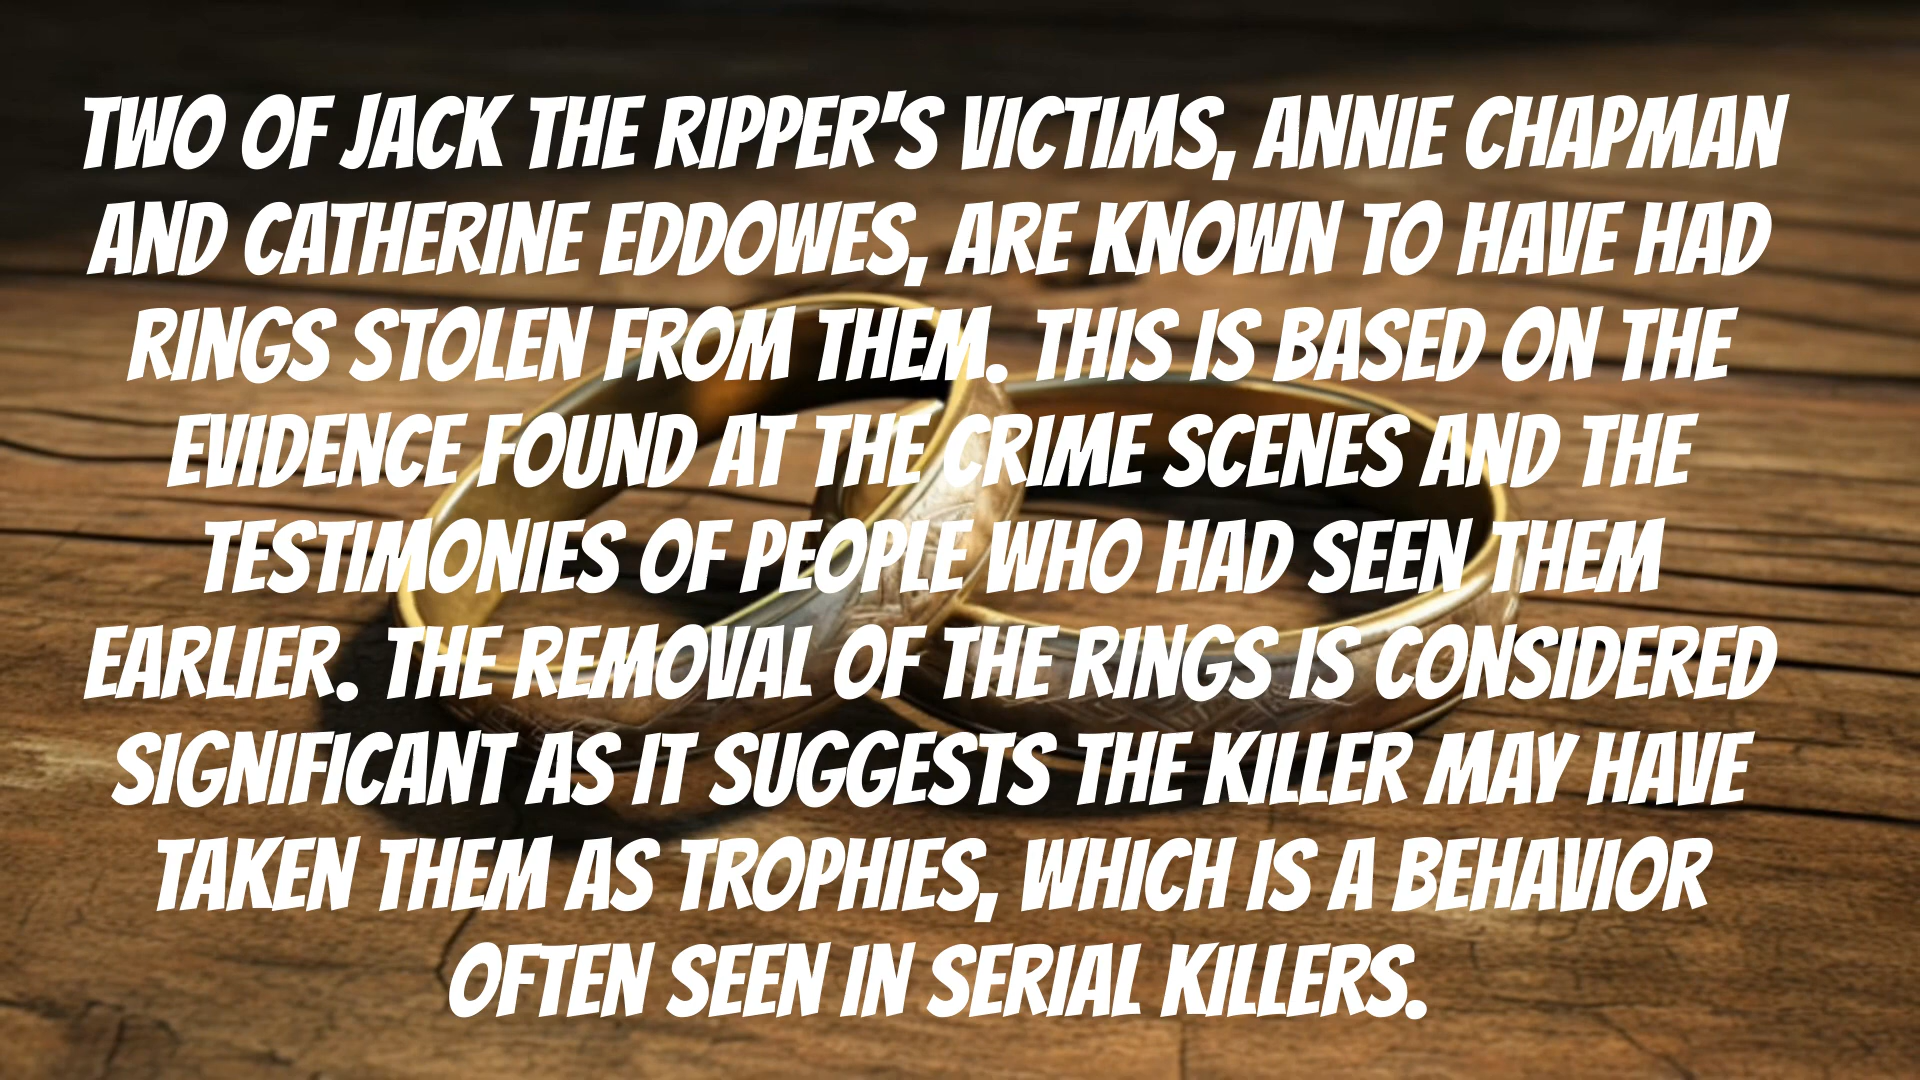 TWO OF JACK THE RIPPER'S VICTIMS, ANNIE CHAPMAN
AND CATHERINE EDDOWES, ARE KNOWN TO HAVE HAD
RINGS STOLEN FROM THEM. THIS IS BASED ON THE
EVIDENCE FOUND AT THE CRIME SCENES AND THE
TESTIMONIES OF PEOPLE WHO HAD SEEN THEM
EARLIER. THE REMOVAL OF THE RINGS IS CONSIDERED
SIGNIFICANT AS IT SUGGESTS THE KILLER MAY HAVE
TAKEN THEM AS TROPHIES, WHICH IS A BEHAVIOR
OFTEN SEEN IN SERIAL KILLERS.